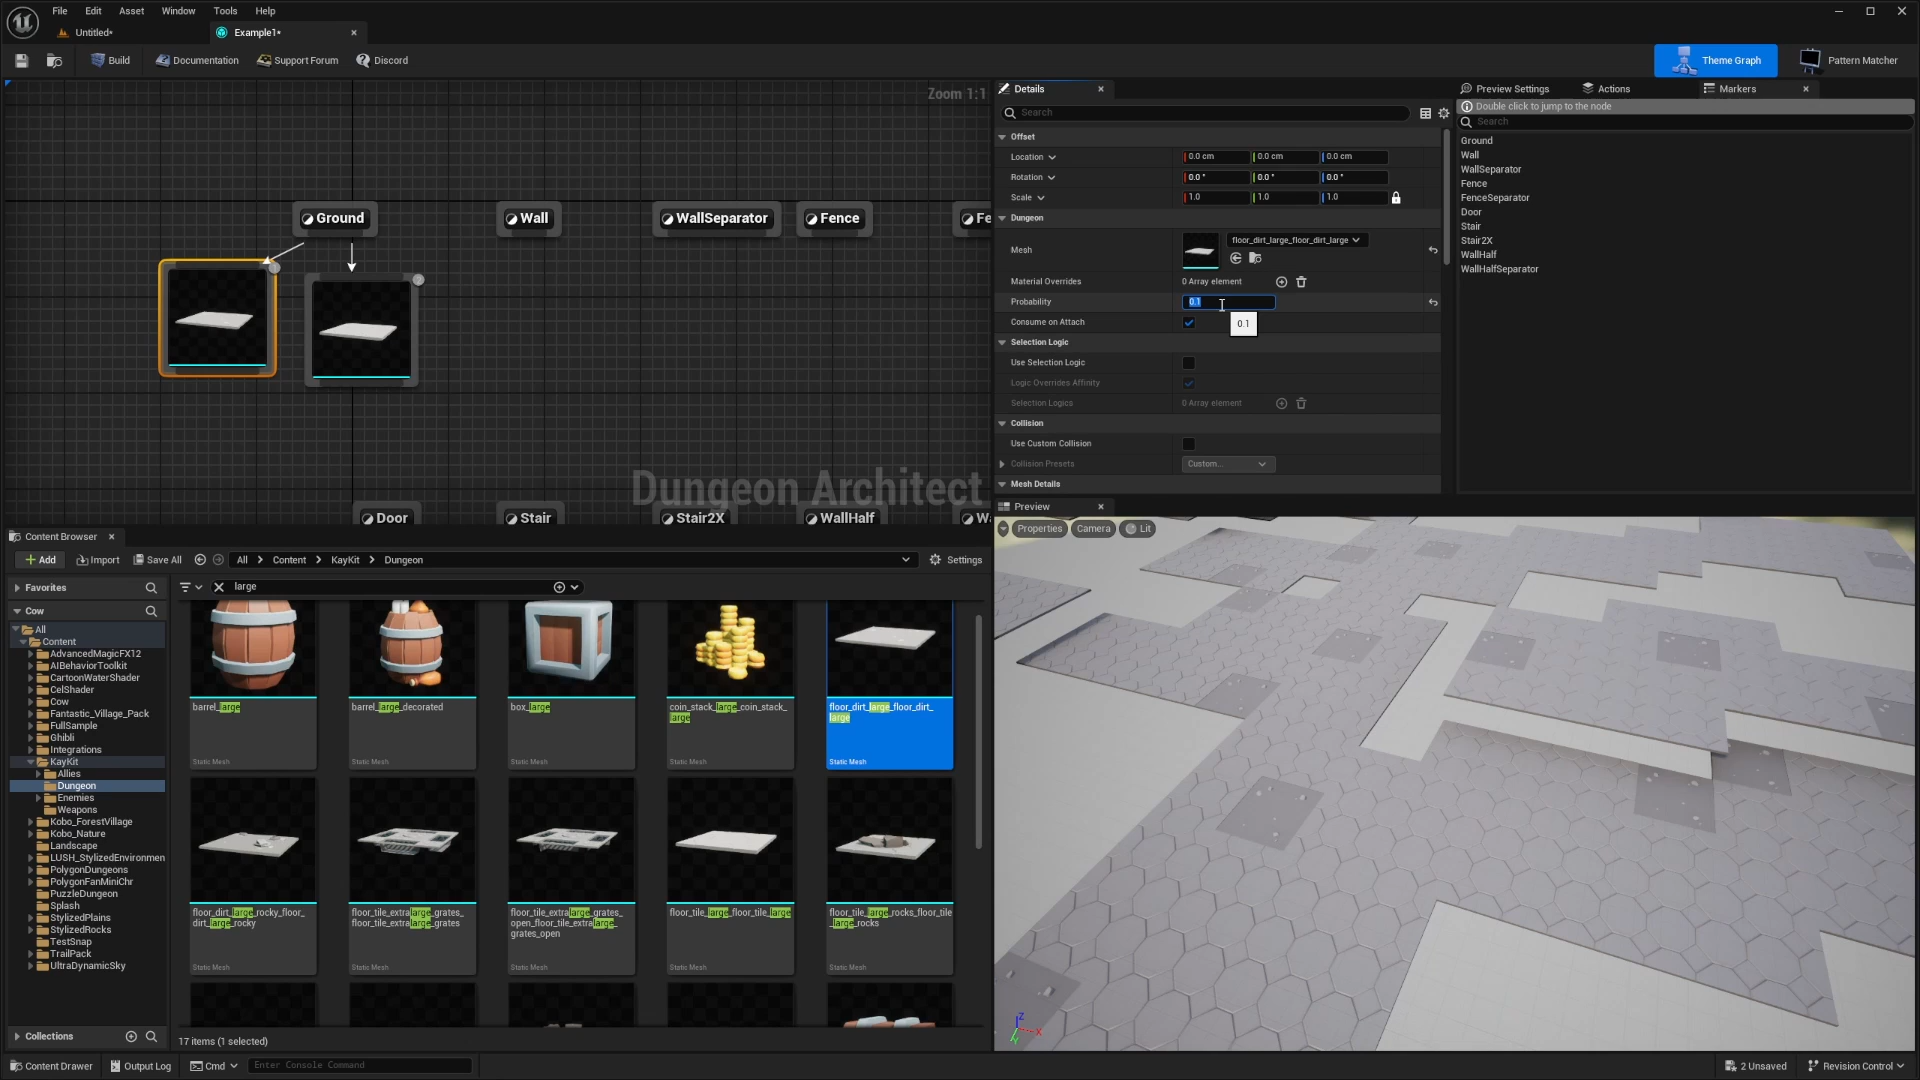 File Edit Asset Window Tools Help
Untitled*
Example1*
Build
Documentation
Support Forum
Discord
Theme Graph
Pattern Matcher
Zoom 1:1
Ground
Wall
WallSeparator
Fence
Fe
Dungeon Architect
Door
Stair
Stair2X
WallHalf
Wa
Details
Search
Offset
Location
0.0 cm
0.0 cm
0.0 cm
Rotation
0.0 °
0.0 °
0.0 °
Scale
1.0
1.0
1.0
Dungeon
Mesh
floor_dirt_large_floor_dirt_large
Material Overrides
0 Array element
Probability
0.1
0.1
Consume on Attach
Selection Logic
Use Selection Logic
Logic Overrides Affinity
Selection Logics
0 Array element
Collision
Use Custom Collision
Collision Presets
Custom...
Mesh Details
Preview Settings
Actions
Markers
Double click to jump to the node
Search
Ground
Wall
WallSeparator
Fence
FenceSeparator
Door
Stair
Stair2X
WallHalf
WallHalfSeparator
Preview
Properties
Camera
Lit
Z
X
Y
Content Browser
Add
Import
Save All
All
Content
KayKit
Dungeon
Settings
Favorites
Cow
All
Content
AdvancedMagicFX12
AIBehaviorToolkit
CartoonWaterShader
CelShader
Cow
Fantastic_Village_Pack
FullSample
Ghibli
Integrations
KayKit
Allies
Dungeon
Enemies
Weapons
Kobo_ForestVillage
Kobo_Nature
Landscape
LUSH_StylizedEnvironmen
PolygonDungeons
PolygonFanMiniChr
PuzzleDungeon
Splash
StylizedPlains
StylizedRocks
TestSnap
TrailPack
UltraDynamicSky
Collections
large
barrel_large
Static Mesh
barrel_large_decorated
Static Mesh
box_large
Static Mesh
coin_stack_large_coin_stack_
large
Static Mesh
floor_dirt_large_floor_dirt_
large
Static Mesh
floor_dirt_large_rocky_floor_
dirt_large_rocky
Static Mesh
floor_tile_extralarge_grates_
floor_tile_extralarge_grates
Static Mesh
floor_tile_extralarge_grates_
open_floor_tile_extralarge_
grates_open
Static Mesh
floor_tile_large_floor_tile_large
Static Mesh
floor_tile_large_rocks_floor_tile
_large_rocks
Static Mesh
17 items (1 selected)
Content Drawer
Output Log
Cmd
Enter Console Command
2 Unsaved
Revision Control